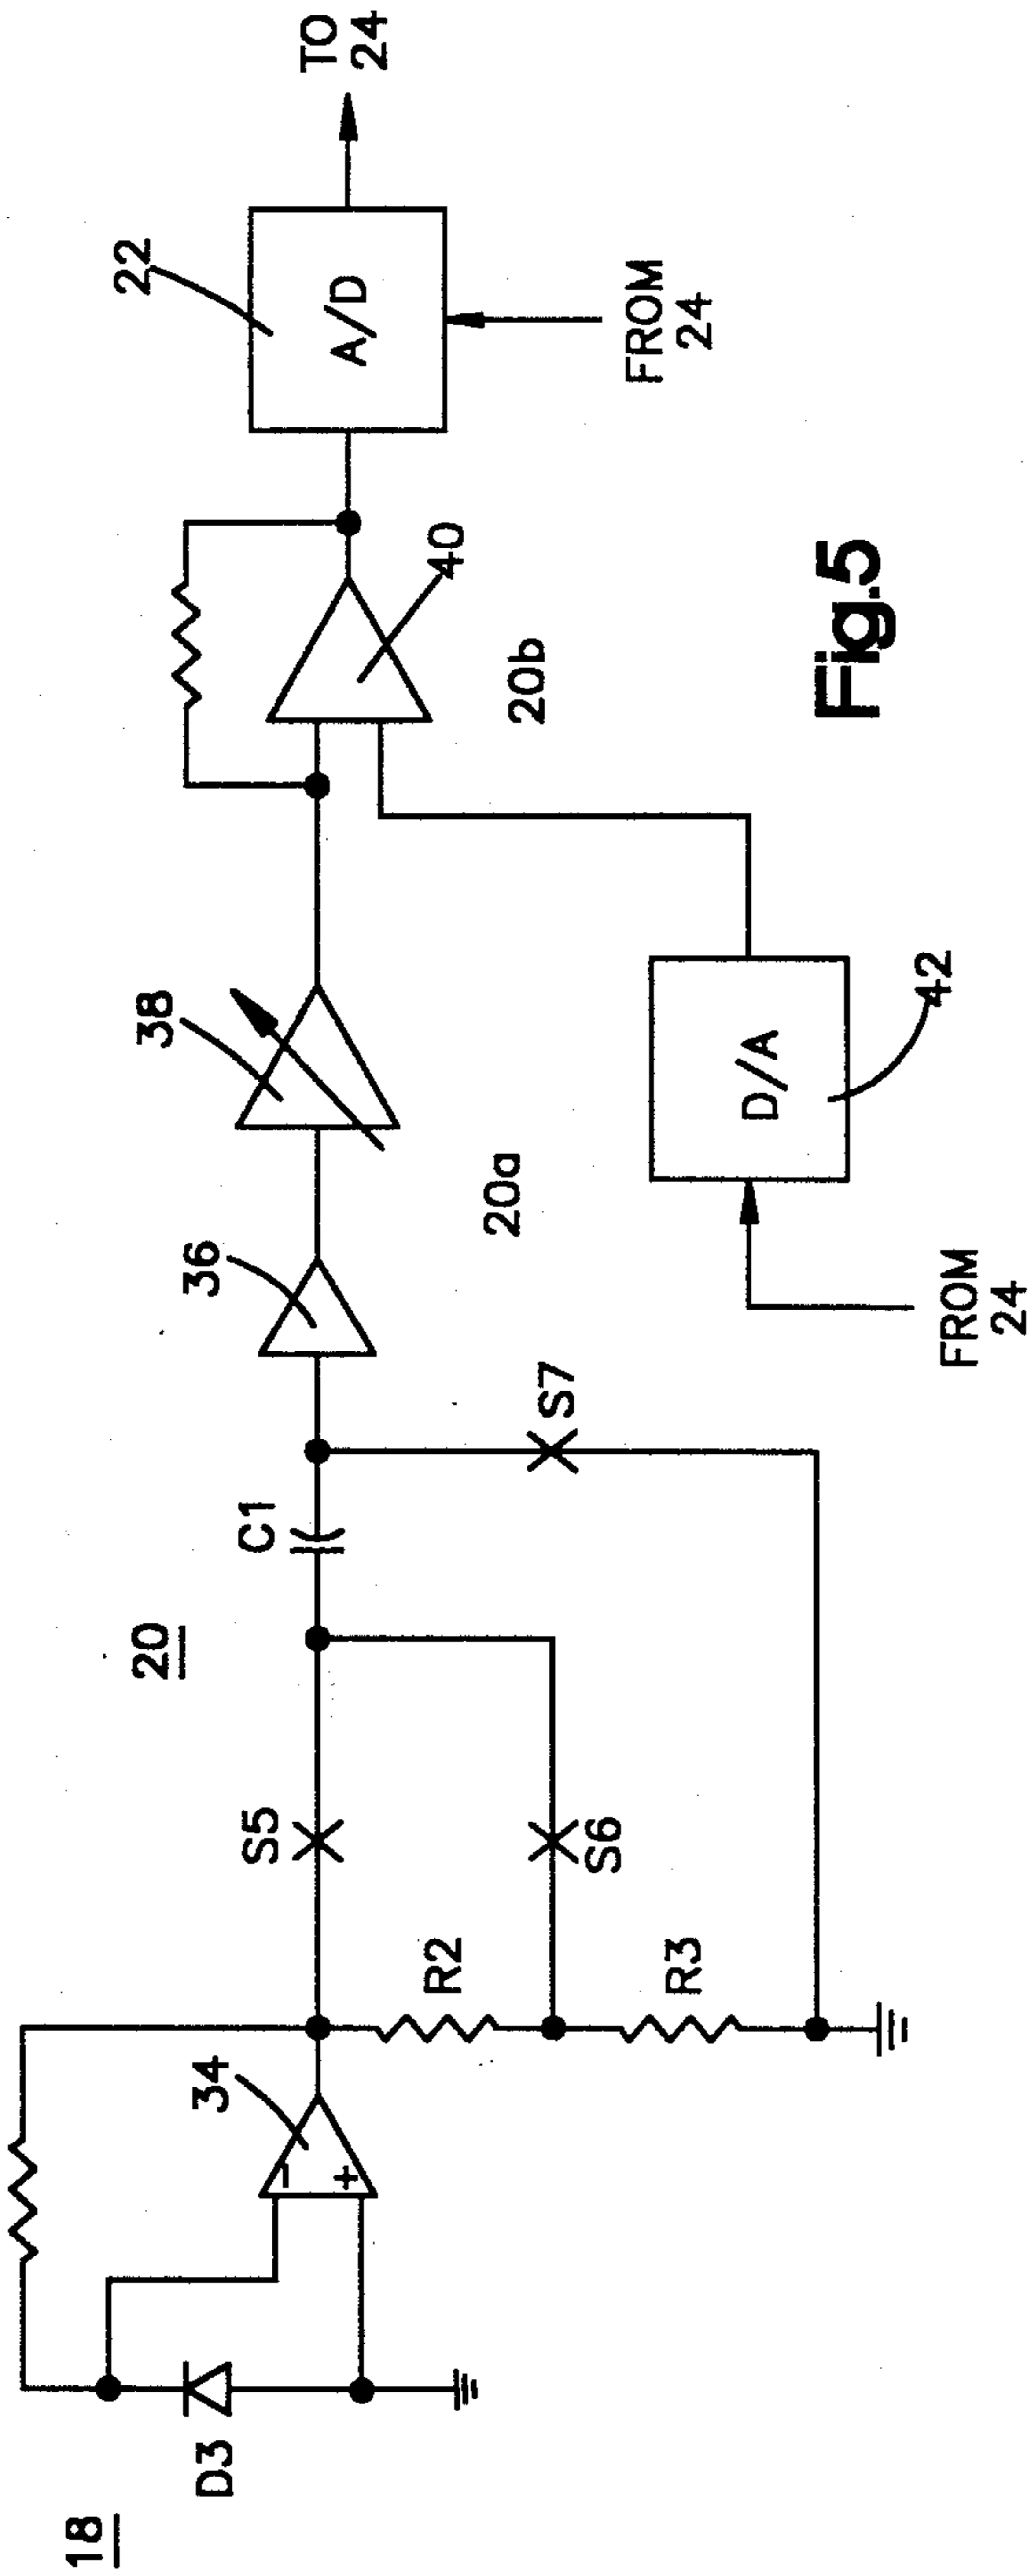 18
D3
34
−
+
R2
R3
S5
S6
20
C1
S7
36
20a
38
FROM
24
D/A
42
20b
40
22
A/D
FROM
24
TO
24
Fig.5